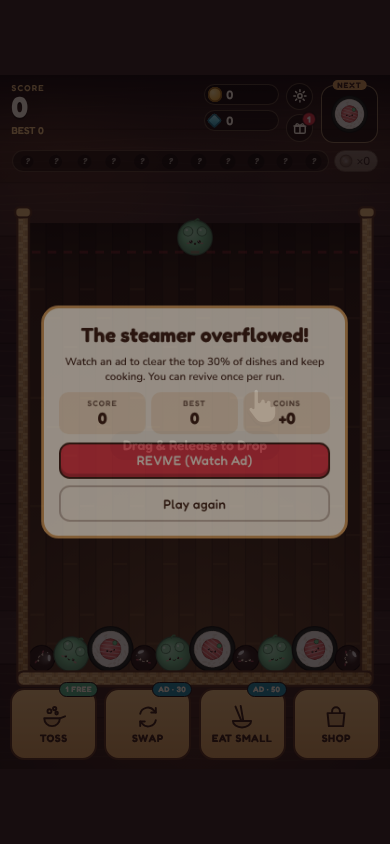 SCORE
0
BEST 0
0
0
1
NEXT
? ? ? ? ? ? ? ? ? ? ?
×0
The steamer overflowed!
Watch an ad to clear the top 30% of dishes and keep
cooking. You can revive once per run.
SCORE
0
BEST
0
COINS
+0
Drag & Release to Drop
REVIVE (Watch Ad)
Play again
1 FREE
TOSS
AD · 30
SWAP
AD · 50
EAT SMALL
SHOP